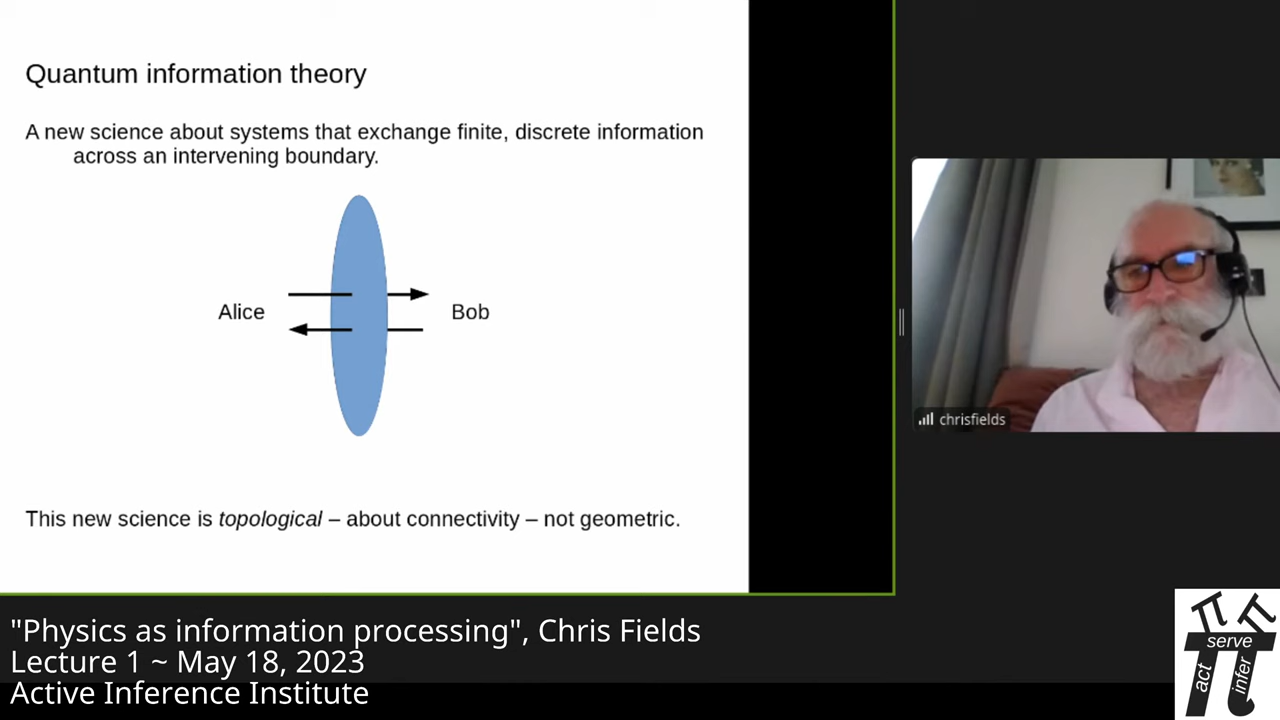 Quantum information theory
A new science about systems that exchange finite, discrete information
across an intervening boundary.
Alice
Bob
This new science is topological – about connectivity – not geometric.
chrisfields
"Physics as information processing", Chris Fields
Lecture 1 ~ May 18, 2023
Active Inference Institute
serve
act
infer